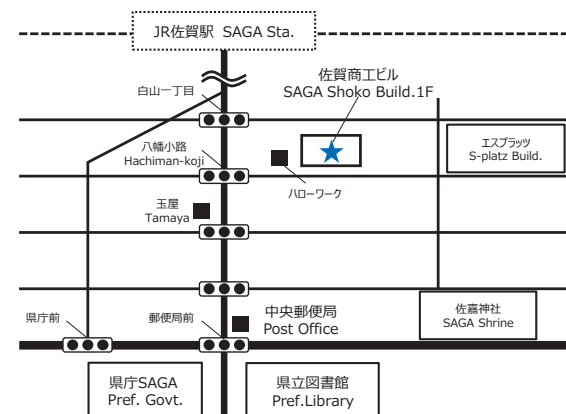 JR佐賀駅 SAGA Sta.
佐賀商工ビル
SAGA Shoko Build.1F
白山一丁目
八幡小路
Hachiman-koji
エスプラッツ
S-platz Build.
ハローワーク
玉屋
Tamaya
県庁前
郵便局前
中央郵便局
Post Office
佐嘉神社
SAGA Shrine
県庁SAGA
Pref. Govt.
県立図書館
Pref.Library